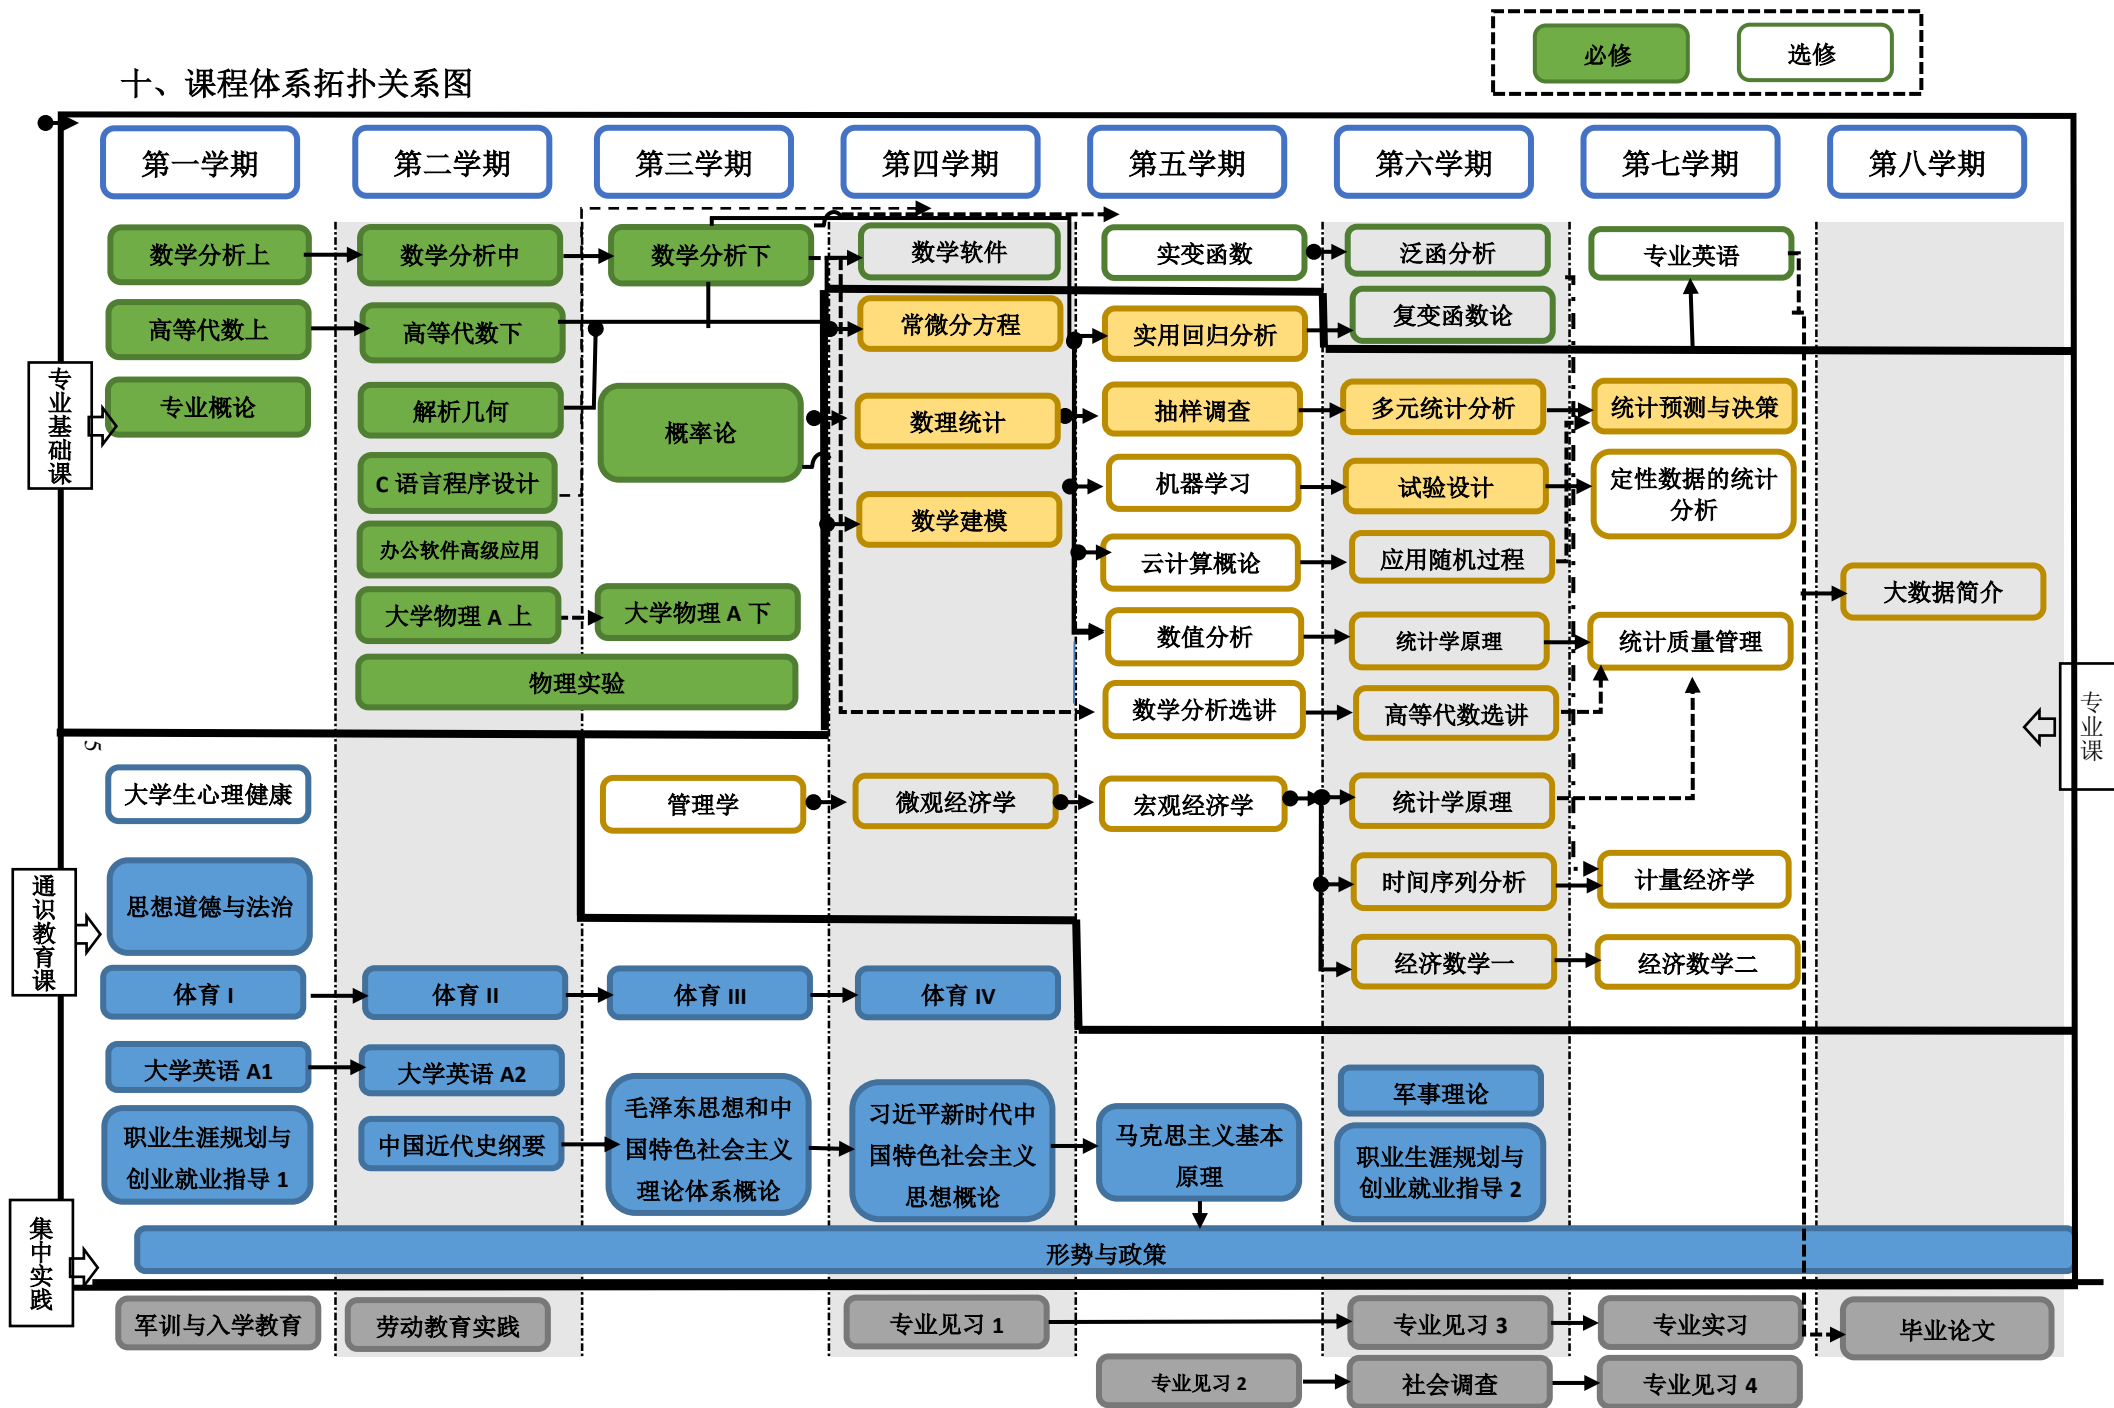 必修
选修
十、课程体系拓扑关系图
第一学期
第二学期
第三学期
第四学期
第五学期
第六学期
第七学期
第八学期
数学分析上
数学分析中
数学分析下
数学软件
实变函数
泛函分析
专业英语
高等代数上
高等代数下
常微分方程
实用回归分析
复变函数论
专业基础课
专业概论
解析几何
概率论
数理统计
抽样调查
多元统计分析
统计预测与决策
C 语言程序设计
数学建模
机器学习
试验设计
定性数据的统计
分析
办公软件高级应用
云计算概论
应用随机过程
大数据简介
大学物理 A 上
大学物理 A 下
数值分析
统计学原理
统计质量管理
物理实验
数学分析选讲
高等代数选讲
专业课
5
大学生心理健康
管理学
微观经济学
宏观经济学
统计学原理
通识教育课
思想道德与法治
时间序列分析
计量经济学
经济数学一
经济数学二
体育 I
体育 II
体育 III
体育 IV
大学英语 A1
大学英语 A2
军事理论
职业生涯规划与
创业就业指导 1
中国近代史纲要
毛泽东思想和中
国特色社会主义
理论体系概论
习近平新时代中
国特色社会主义
思想概论
马克思主义基本
原理
职业生涯规划与
创业就业指导 2
集中实践
形势与政策
军训与入学教育
劳动教育实践
专业见习 1
专业见习 3
专业实习
毕业论文
专业见习 2
社会调查
专业见习 4